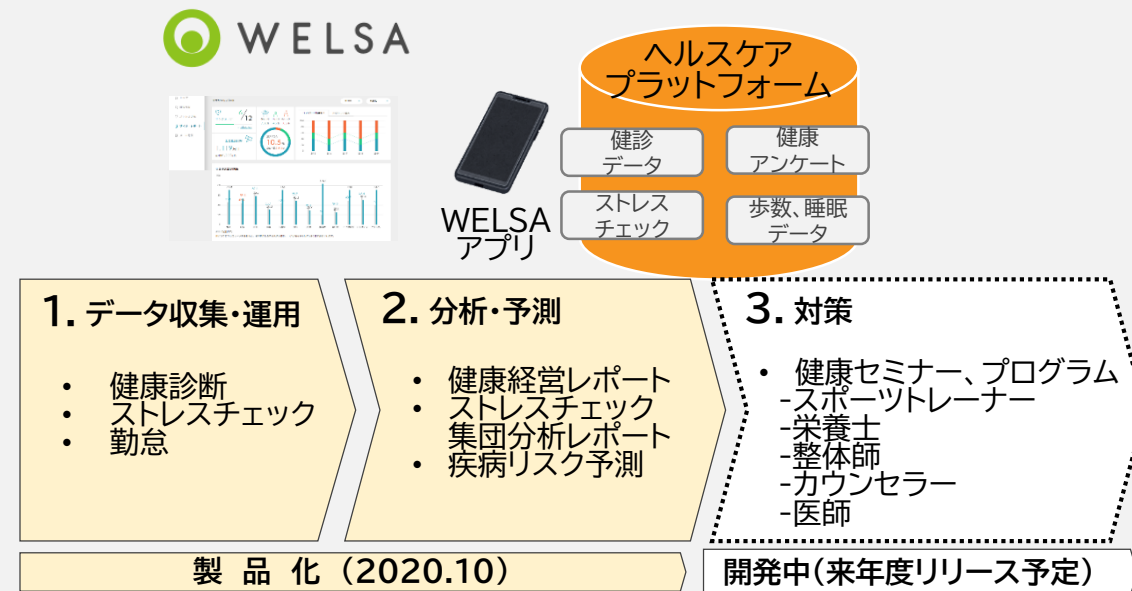 WELSA
ヘルスケア
プラットフォーム
健診
データ
健康
アンケート
ストレス
チェック
歩数、睡眠
データ
WELSA
アプリ
1. データ収集・運用
• 健康診断
• ストレスチェック
• 勤怠
2. 分析・予測
• 健康経営レポート
• ストレスチェック
集団分析レポート
• 疾病リスク予測
3. 対策
• 健康セミナー、プログラム
-スポーツトレーナー
-栄養士
-整体師
-カウンセラー
-医師
製 品 化 （2020.10）
開発中（来年度リリース予定）